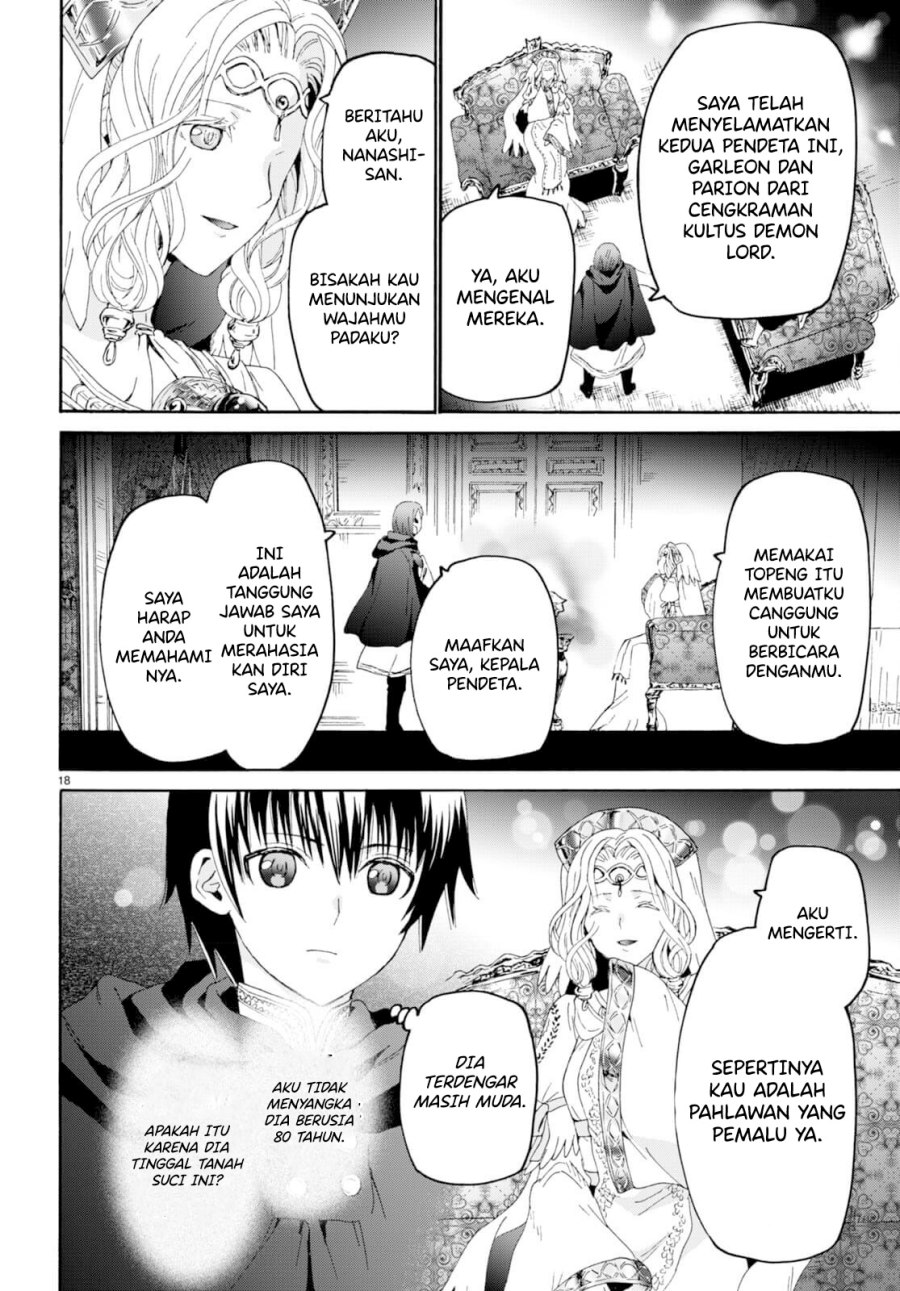 SAYA TELAH
MENYELAMATKAN
KEDUA PENDETA INI,
GARLEON DAN
PARION DARI
CENGKRAMAN
KULTUS DEMON
LORD.
YA, AKU
MENGENAL
MEREKA.
BERITAHU
AKU,
NANASHI-
SAN.
BISAKAH KAU
MENUNJUKAN
WAJAHMU
PADAKU?
MEMAKAI
TOPENG ITU
MEMBUATKU
CANGGUNG
UNTUK
BERBICARA
DENGANMU.
MAAFKAN
SAYA, KEPALA
PENDETA.
INI
ADALAH
TANGGUNG
JAWAB SAYA
UNTUK
MERAHASIA
KAN DIRI
SAYA.
SAYA
HARAP
ANDA
MEMAHAMI
NYA.
18
AKU
MENGERTI.
SEPERTINYA
KAU ADALAH
PAHLAWAN YANG
PEMALU YA.
DIA
TERDENGAR
MASIH MUDA.
AKU TIDAK
MENYANGKA
DIA BERUSIA
80 TAHUN.
APAKAH ITU
KARENA DIA
TINGGAL TANAH
SUCI INI?